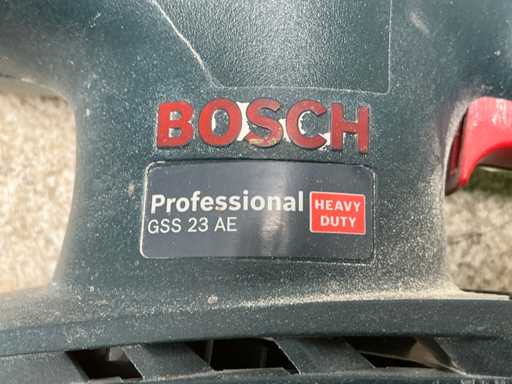 BOSCH
Professional
GSS 23 AE
HEAVY
DUTY